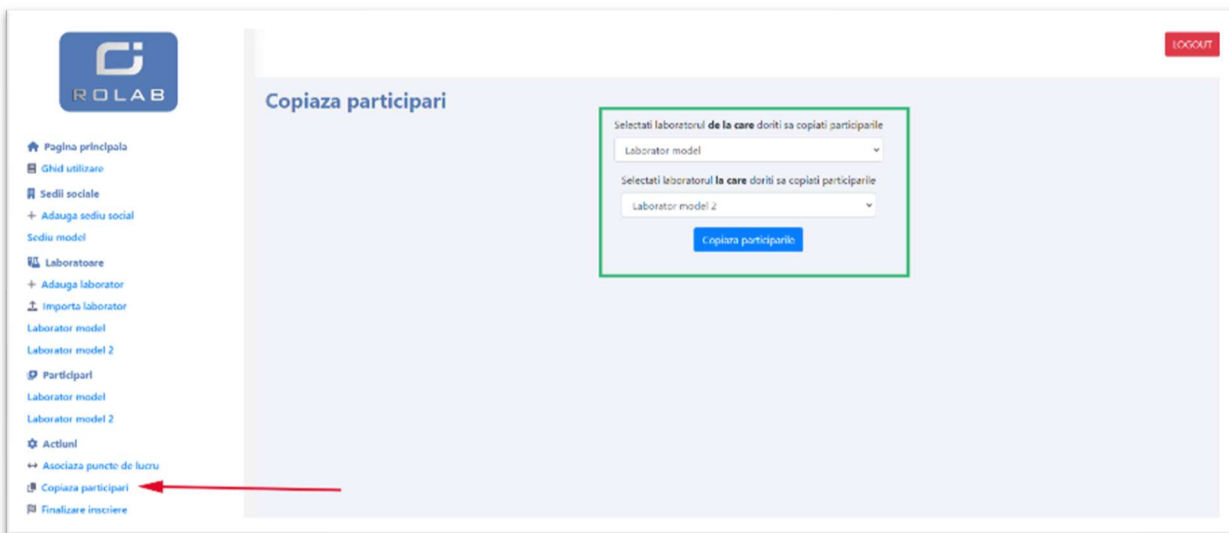 ROLAB
Pagina principala
Ghid utilizare
Sedii sociale
+ Adauga sediu social
Sediu model
Laboratoare
+ Adauga laborator
Importa laborator
Laborator model
Laborator model 2
Participari
Laborator model
Laborator model 2
Actiuni
Asociaza puncte de lucru
Copiaza participari
Finalizare inscriere
LOGOUT
Copiaza participari
Selectati laboratorul de la care doriti sa copiati participarile
Laborator model
Selectati laboratorul la care doriti sa copiati participarile
Laborator model 2
Copiaza participarile